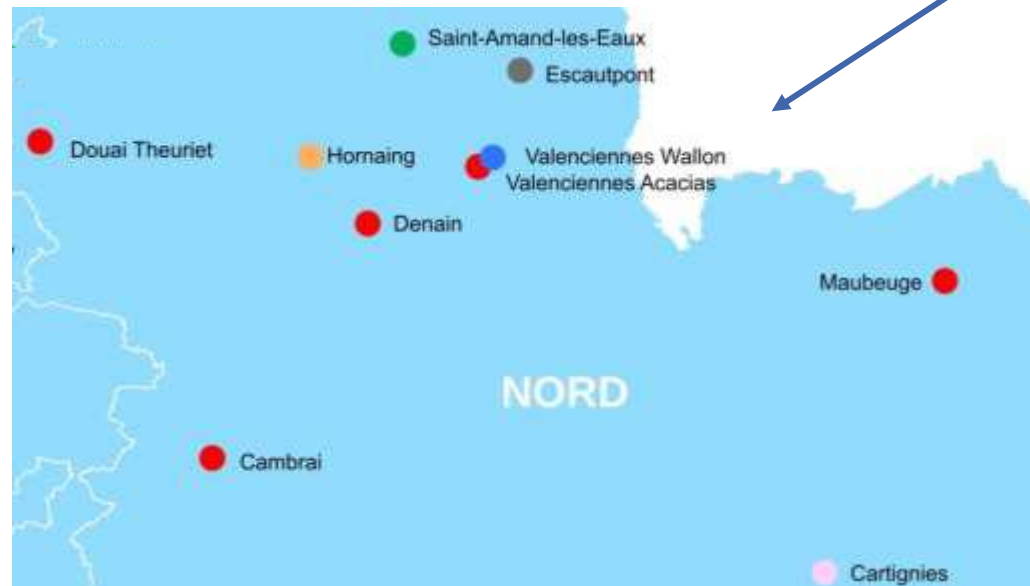 Saint-Amand-les-Eaux
Escautpont
Douai Theuriet
Hornaing
Valenciennes Wallon
Valenciennes Acacias
Denain
Maubeuge
NORD
Cambrai
Cartignies